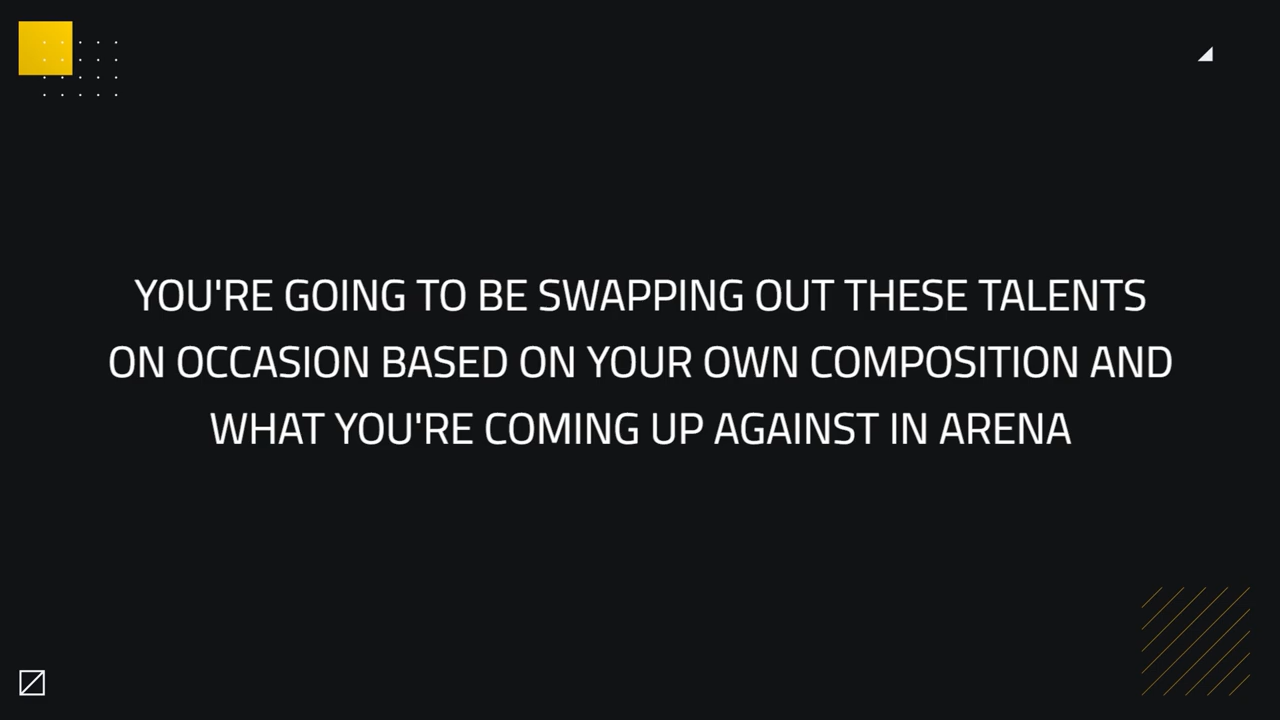 YOU'RE GOING TO BE SWAPPING OUT THESE TALENTS
ON OCCASION BASED ON YOUR OWN COMPOSITION AND
WHAT YOU'RE COMING UP AGAINST IN ARENA